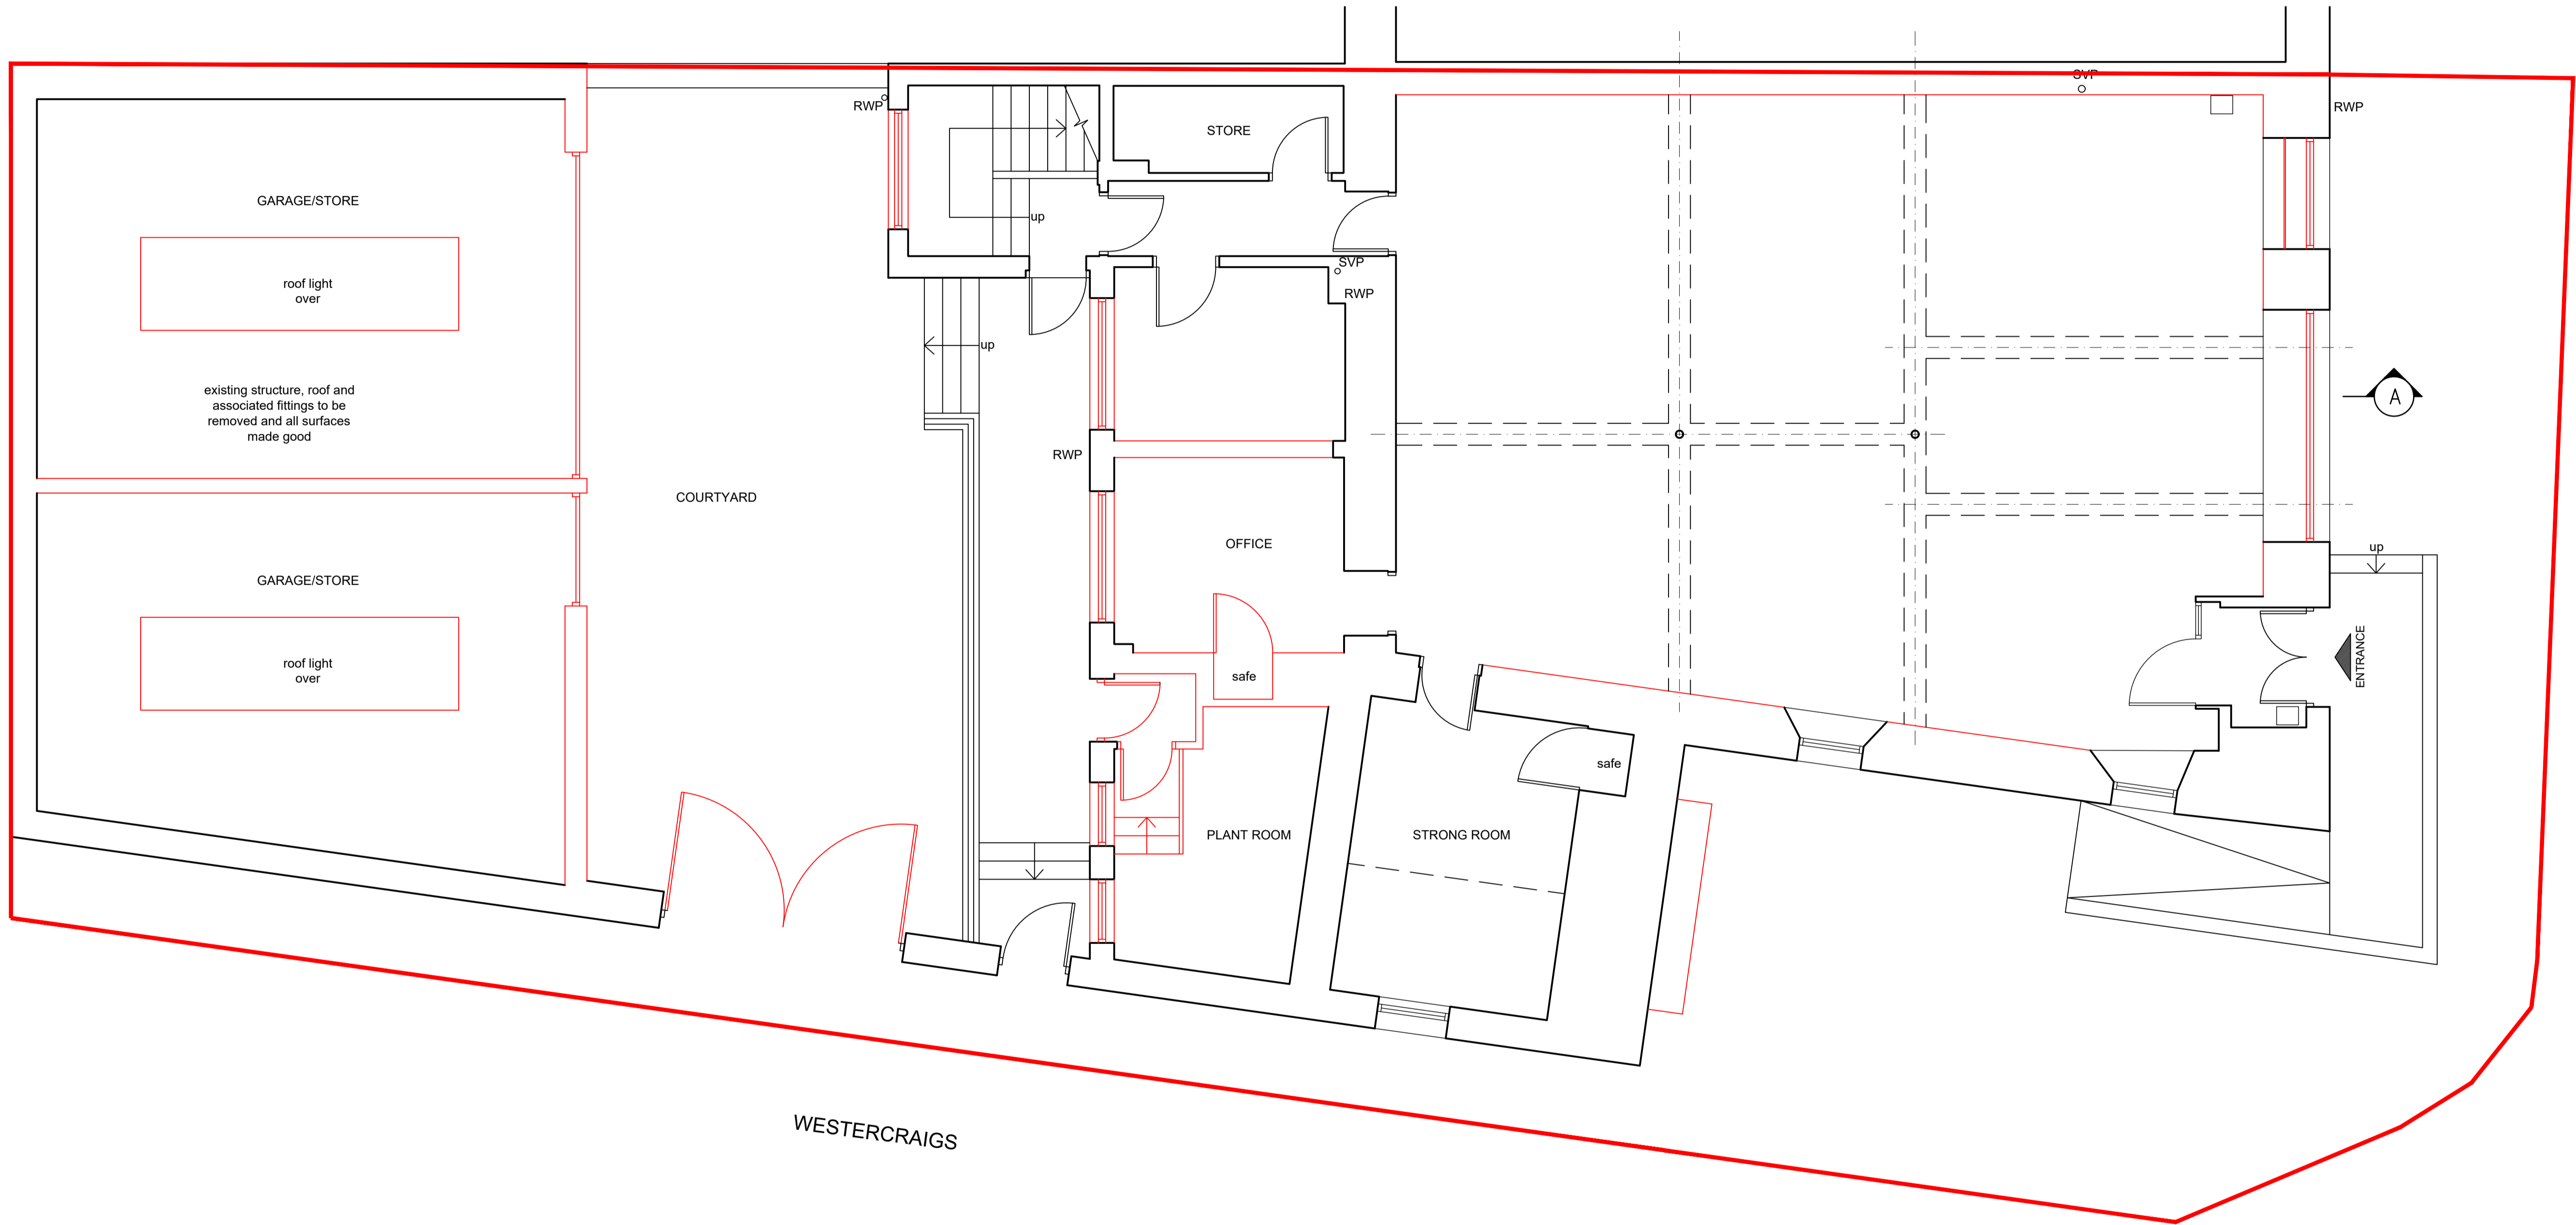 SVP
RWP
RWP
STORE
GARAGE/STORE
up
SVP
roof light
over
RWP
up
existing structure, roof and
associated fittings to be
removed and all surfaces
made good
A
RWP
COURTYARD
OFFICE
up
GARAGE/STORE
ENTRANCE
roof light
over
safe
safe
PLANT ROOM
STRONG ROOM
WESTERCRAIGS